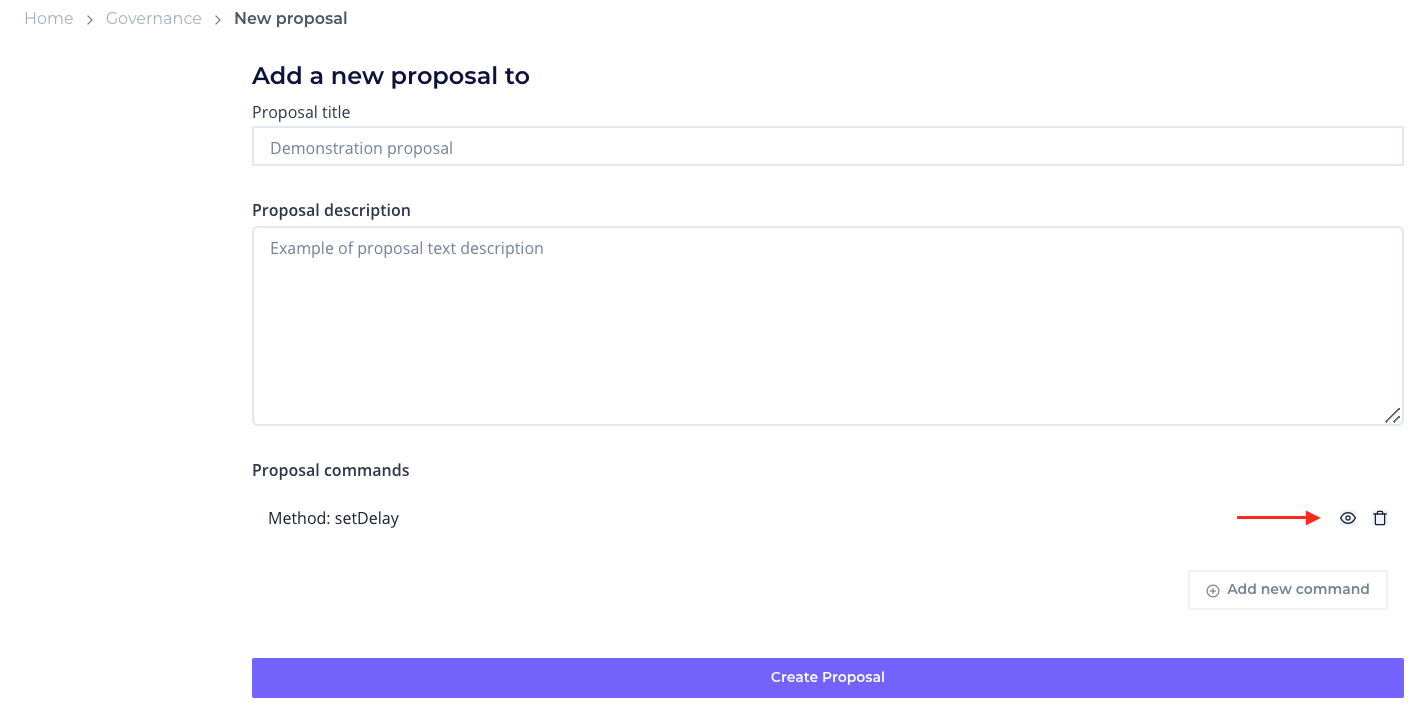 Home > Governance > New proposal
Add a new proposal to
Proposal title
Demonstration proposal
Proposal description
Example of proposal text description
Proposal commands
Method: setDelay
Add new command
Create Proposal